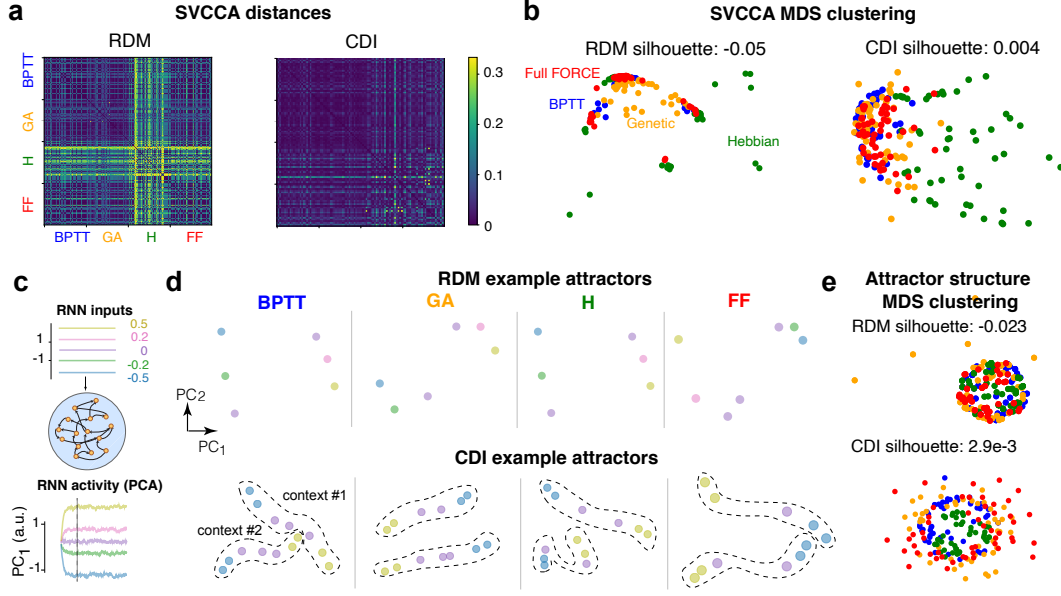 a
SVCCA distances
RDM
CDI
BPTT
GA
H
FF
BPTT
GA
H
FF
0.3
0.2
0.1
0
b
SVCCA MDS clustering
RDM silhouette: -0.05
CDI silhouette: 0.004
Full FORCE
BPTT
Genetic
Hebbian
c
RNN inputs
1
-1
0.5
0.2
0
-0.2
-0.5
RNN activity (PCA)
PC1 (a.u.)
1
-1
d
RDM example attractors
BPTT
GA
H
FF
PC2
PC1
CDI example attractors
context #1
context #2
e
Attractor structure
MDS clustering
RDM silhouette: -0.023
CDI silhouette: 2.9e-3